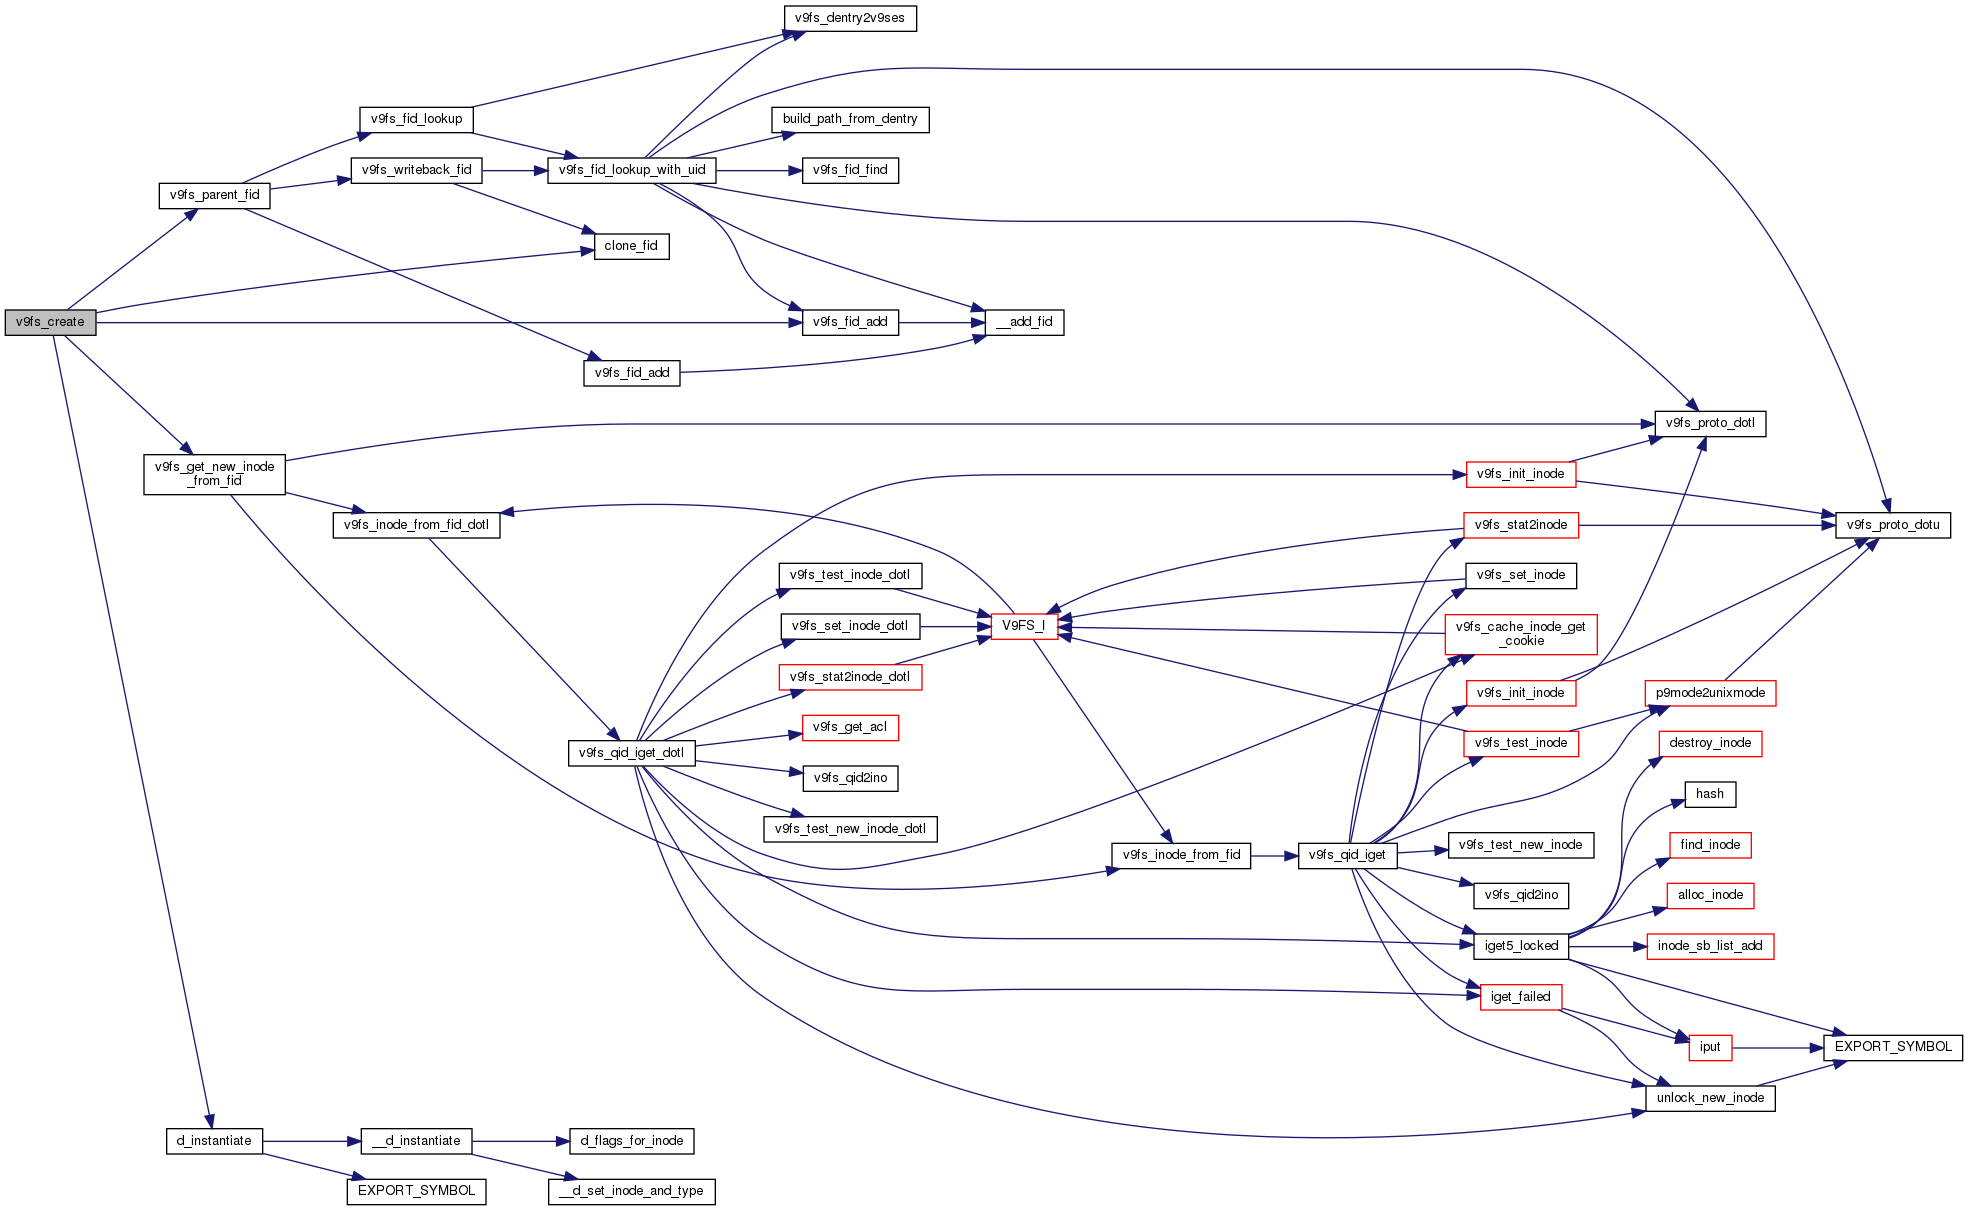 v9fs_dentry2v9ses
v9fs_fid_lookup
build_path_from_dentry
v9fs_writeback_fid
v9fs_fid_lookup_with_uid
v9fs_fid_find
v9fs_parent_fid
clone_fid
v9fs_create
v9fs_fid_add
__add_fid
v9fs_fid_add
v9fs_proto_dotl
v9fs_get_new_inode
_from_fid
v9fs_init_inode
v9fs_inode_from_fid_dotl
v9fs_stat2inode
v9fs_proto_dotu
v9fs_test_inode_dotl
v9fs_set_inode
v9fs_set_inode_dotl
V9FS_I
v9fs_cache_inode_get
_cookie
v9fs_stat2inode_dotl
v9fs_init_inode
p9mode2unixmode
v9fs_get_acl
v9fs_qid_iget_dotl
v9fs_test_inode
destroy_inode
v9fs_qid2ino
hash
v9fs_test_new_inode_dotl
v9fs_inode_from_fid
v9fs_qid_iget
v9fs_test_new_inode
find_inode
v9fs_qid2ino
alloc_inode
iget5_locked
inode_sb_list_add
iget_failed
iput
EXPORT_SYMBOL
unlock_new_inode
d_instantiate
__d_instantiate
d_flags_for_inode
EXPORT_SYMBOL
__d_set_inode_and_type